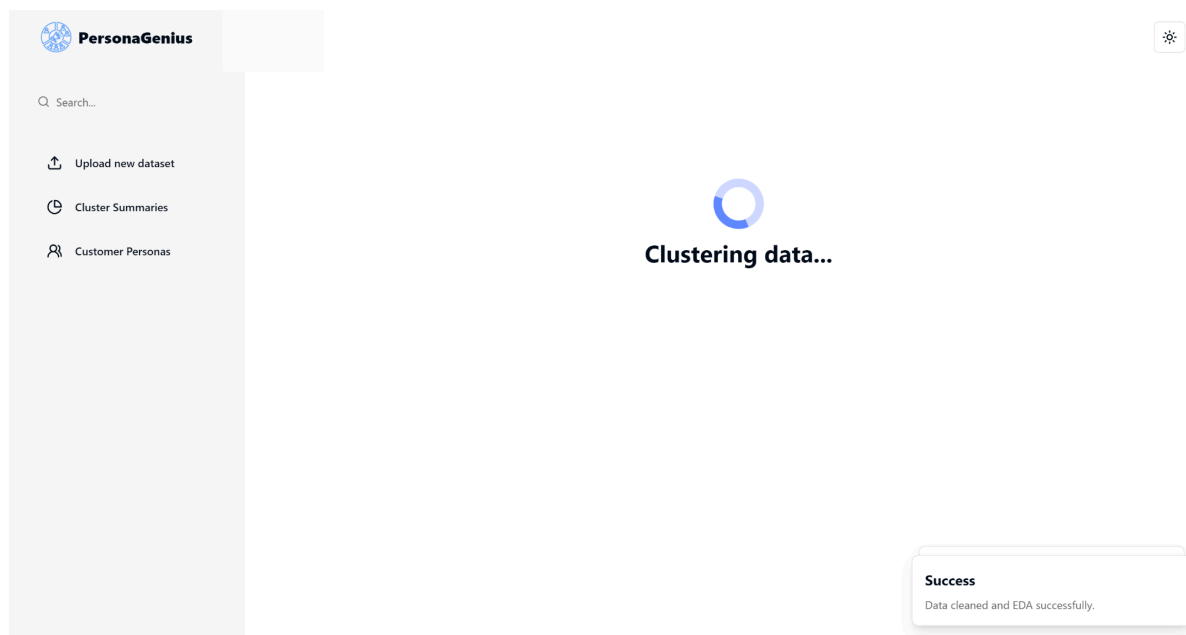 PersonaGenius
Search...
Upload new dataset
Cluster Summaries
Customer Personas
Clustering data...
Success
Data cleaned and EDA successfully.